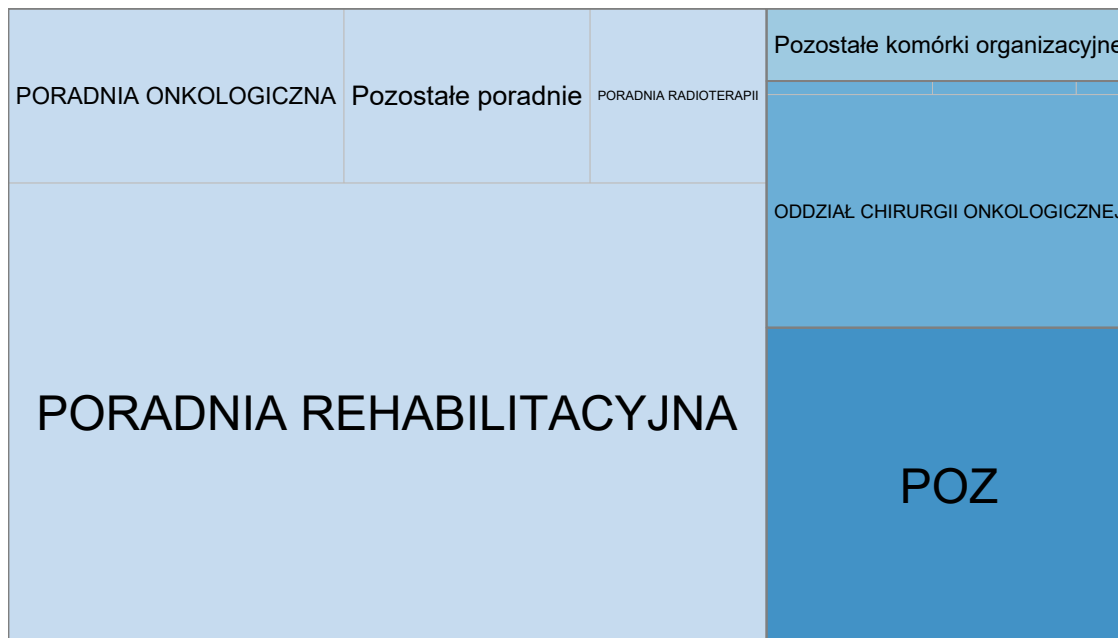 PORADNIA ONKOLOGICZNA
Pozostałe poradnie
PORADNIA RADIOTERAPII
PORADNIA REHABILITACYJNA
Pozostałe komórki organizacyjne
ODDZIAŁ CHIRURGII ONKOLOGICZNEJ
POZ